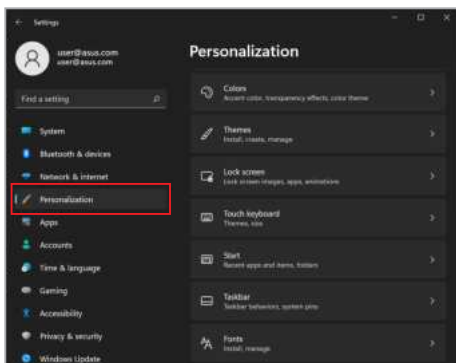 Settings
user@asus.com
user@asus.com
Find a setting
System
Bluetooth & devices
Network & internet
Personalization
Apps
Accounts
Time & language
Gaming
Accessibility
Privacy & security
Windows Update
Personalization
Colors
Accent color, transparency effects, color theme
Themes
Install, create, manage
Lock screen
Lock screen images, apps, animations
Touch keyboard
Themes, size
Start
Recent apps and items, folders
Taskbar
Taskbar behaviors, system pins
Fonts
Install, manage